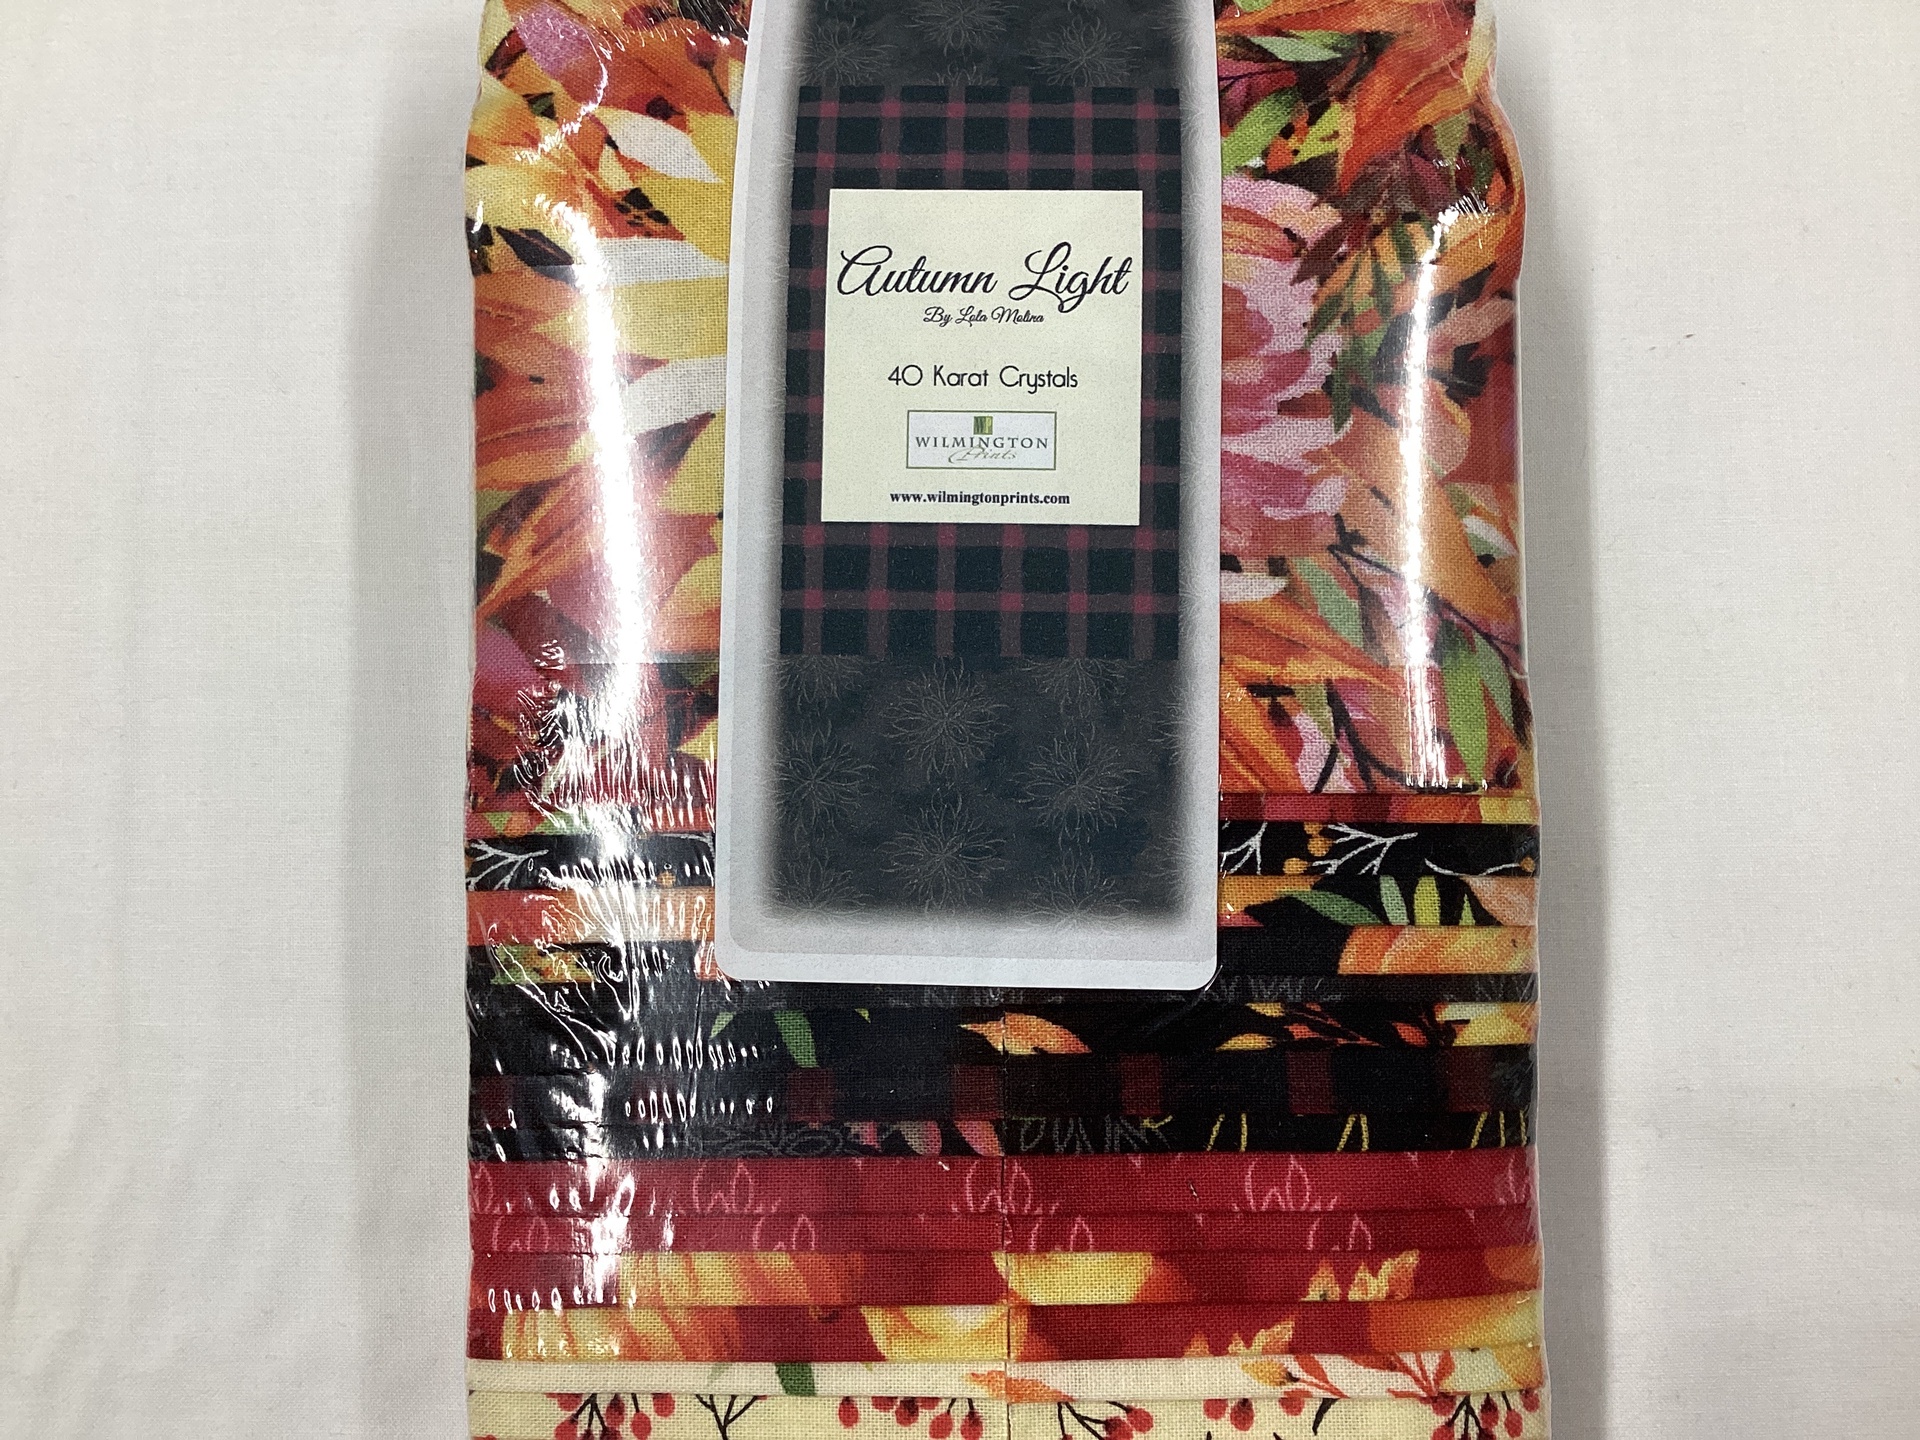 Autumn Light
By Lola Molina
40 Karat Crystals
W
WILMINGTON
Prints
www.wilmingtonprints.com